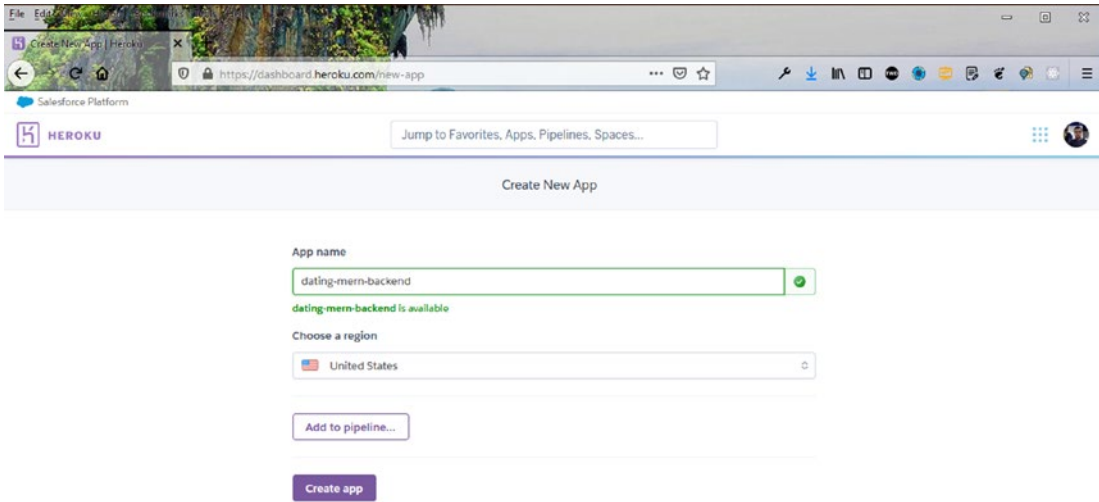 File Edit
Create New App | Heroku
https://dashboard.heroku.com/new-app
Salesforce Platform
HEROKU
Jump to Favorites, Apps, Pipelines, Spaces...
Create New App
App name
dating-mern-backend
dating-mern-backend is available
Choose a region
United States
Add to pipeline...
Create app